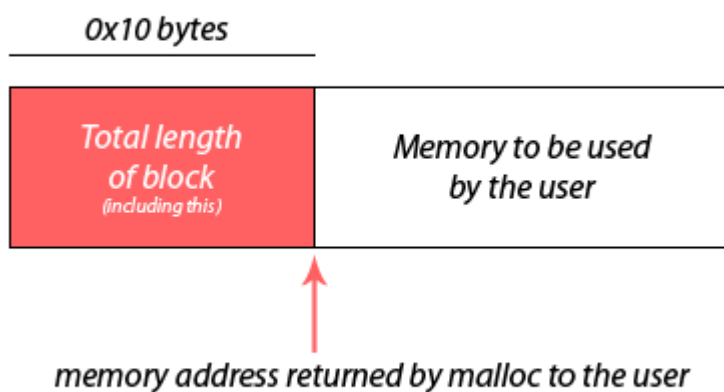 0x10 bytes
Total length
of block
(including this)
Memory to be used
by the user
memory address returned by malloc to the user